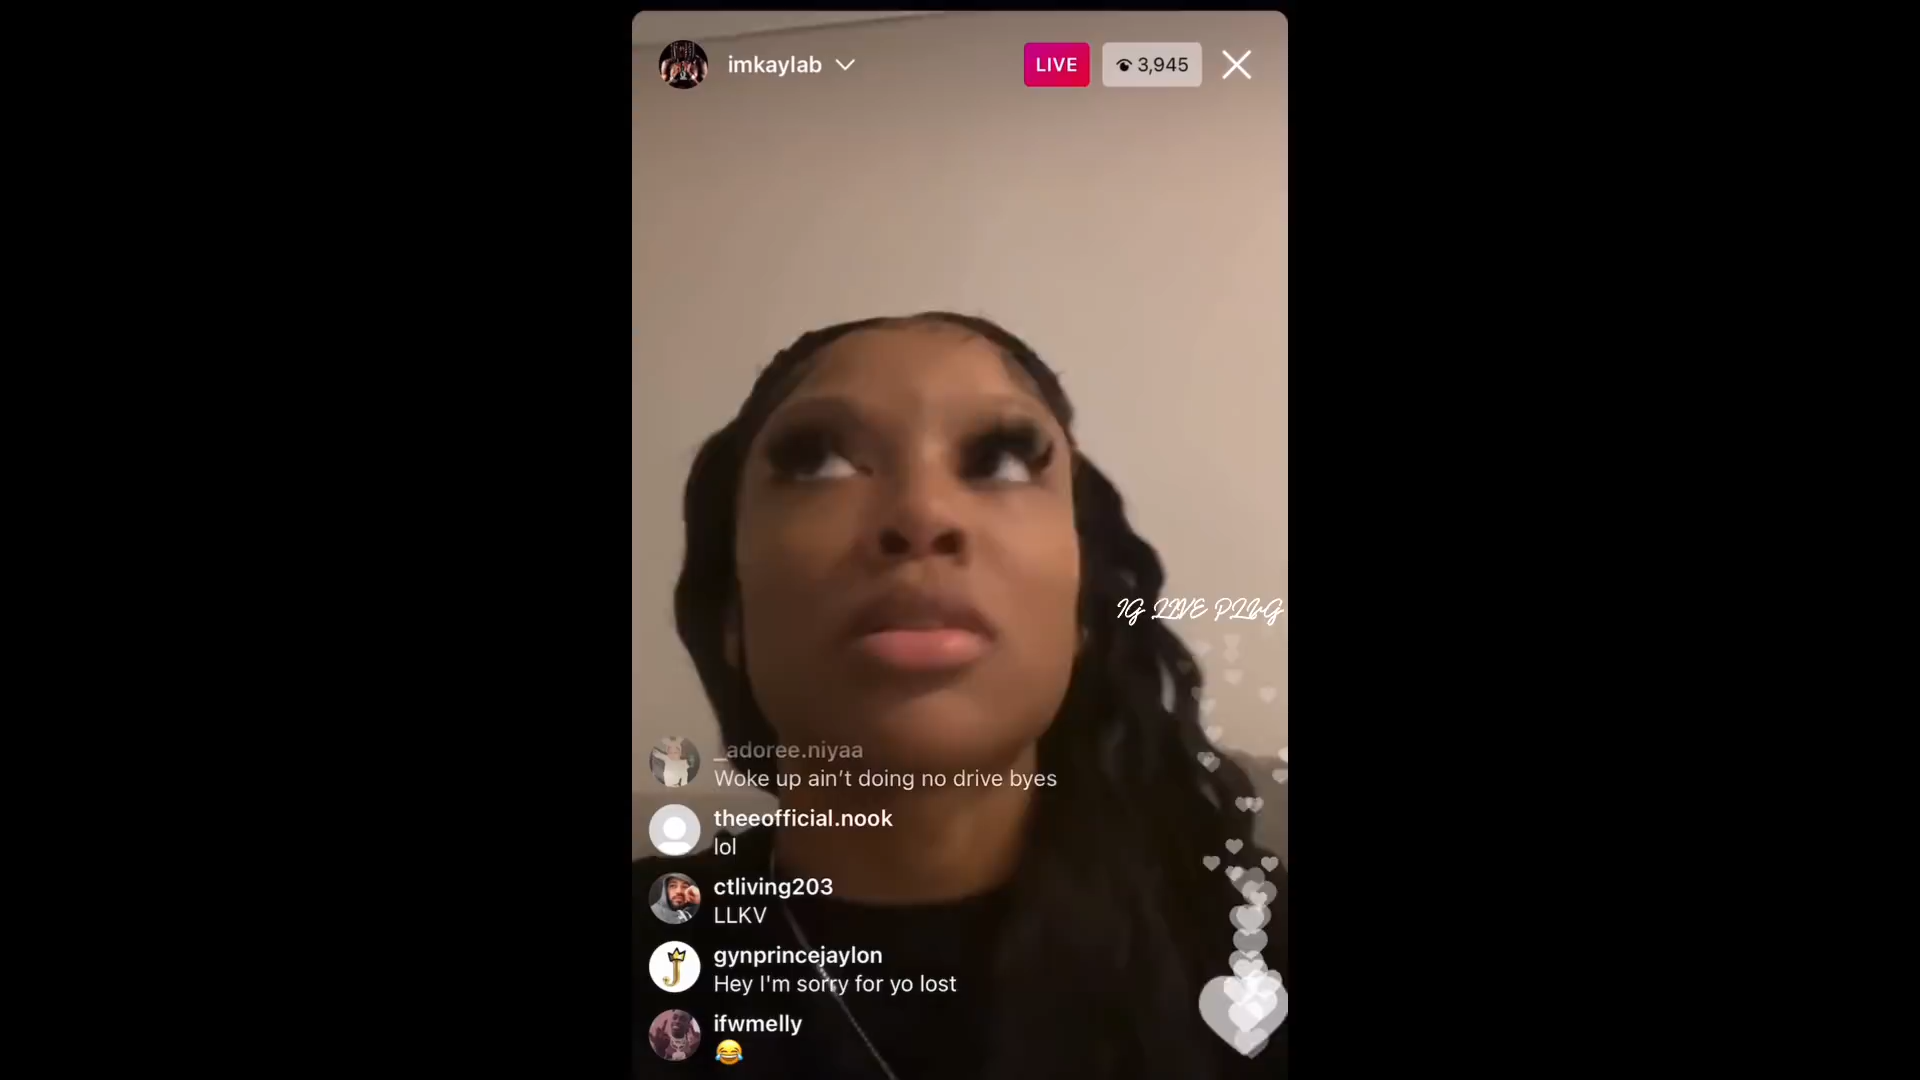 imkaylab
LIVE
3,945
IG LIVE PLUG
_adoree.niyaa
Woke up ain’t doing no drive byes
theeofficial.nook
lol
ctliving203
LLKV
gynprincejaylon
Hey I'm sorry for yo lost
ifwmelly
😂